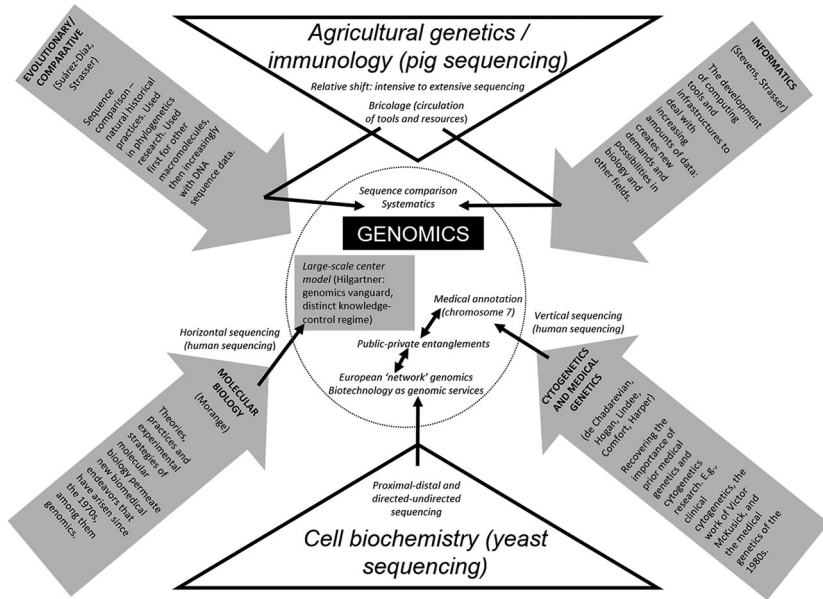 Agricultural genetics /
immunology (pig sequencing)
Relative shift: intensive to extensive sequencing
Bricolage (circulation
of tools and resources)
EVOLUTIONARY/
COMPARATIVE
(Suárez-Díaz,
Strasser)
Sequence
comparison –
natural historical
practices. Used
in phylogenetics
research. Used
first for other
macromolecules,
then increasingly
with DNA
sequence data.
INFORMATICS
(Stevens, Strasser)
The development
of computing
tools and
infrastructures to
deal with
increasing
amounts of data:
creates new
demands and
possibilities in
biology and
other fields.
Sequence comparison
Systematics
GENOMICS
Large-scale center
model (Hilgartner:
genomics vanguard,
distinct knowledge-
control regime)
Medical annotation
(chromosome 7)
Public-private entanglements
European ‘network’ genomics
Biotechnology as genomic services
Horizontal sequencing
(human sequencing)
Vertical sequencing
(human sequencing)
MOLECULAR
BIOLOGY
(Morange)
Theories,
practices and
experimental
strategies of
molecular
biology permeate
new biomedical
endeavors that
have arisen since
the 1970s,
among them
genomics.
CYTOGENETICS
AND MEDICAL
GENETICS
(de Chadarevian,
Hogan, Lindee,
Comfort, Harper)
Recovering the
importance of
prior medical
genetics and
cytogenetics
research. E.g.,
clinical
cytogenetics, the
work of Victor
McKusick, and
the medical
genetics of the
1980s.
Proximal-distal and
directed-undirected
sequencing
Cell biochemistry (yeast
sequencing)